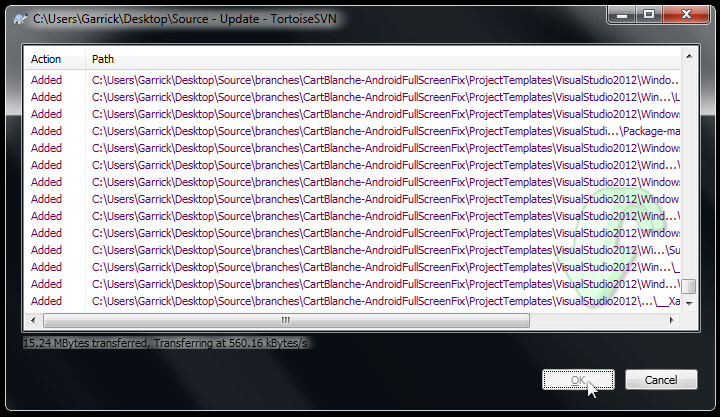 C:\Users\Garrick\Desktop\Source - Update - TortoiseSVN
Action Path
Added C:\Users\Garrick\Desktop\Source\branches\CartBlanche-AndroidFullScreenFix\ProjectTemplates\VisualStudio2012\Windo...
Added C:\Users\Garrick\Desktop\Source\branches\CartBlanche-AndroidFullScreenFix\ProjectTemplates\VisualStudio2012\Win...\L
Added C:\Users\Garrick\Desktop\Source\branches\CartBlanche-AndroidFullScreenFix\ProjectTemplates\VisualStudio2012\Windows
Added C:\Users\Garrick\Desktop\Source\branches\CartBlanche-AndroidFullScreenFix\ProjectTemplates\VisualStudi...\Package-ma
Added C:\Users\Garrick\Desktop\Source\branches\CartBlanche-AndroidFullScreenFix\ProjectTemplates\VisualStudio2012\Windows
Added C:\Users\Garrick\Desktop\Source\branches\CartBlanche-AndroidFullScreenFix\ProjectTemplates\VisualStudio2012\Wind...\
Added C:\Users\Garrick\Desktop\Source\branches\CartBlanche-AndroidFullScreenFix\ProjectTemplates\VisualStudio2012\Windows
Added C:\Users\Garrick\Desktop\Source\branches\CartBlanche-AndroidFullScreenFix\ProjectTemplates\VisualStudio2012\Window
Added C:\Users\Garrick\Desktop\Source\branches\CartBlanche-AndroidFullScreenFix\ProjectTemplates\VisualStudio2012\Wind...\
Added C:\Users\Garrick\Desktop\Source\branches\CartBlanche-AndroidFullScreenFix\ProjectTemplates\VisualStudio2012\Windows
Added C:\Users\Garrick\Desktop\Source\branches\CartBlanche-AndroidFullScreenFix\ProjectTemplates\VisualStudio2012\Wi...\Su
Added C:\Users\Garrick\Desktop\Source\branches\CartBlanche-AndroidFullScreenFix\ProjectTemplates\VisualStudio2012\Win...\_
Added C:\Users\Garrick\Desktop\Source\branches\CartBlanche-AndroidFullScreenFix\ProjectTemplates\VisualStudio2012\Wind...\
Added C:\Users\Garrick\Desktop\Source\branches\CartBlanche-AndroidFullScreenFix\ProjectTemplates\VisualStudio2012\...\__Xa
15.24 MBytes transferred, Transferring at 560.16 kBytes/s
OK Cancel